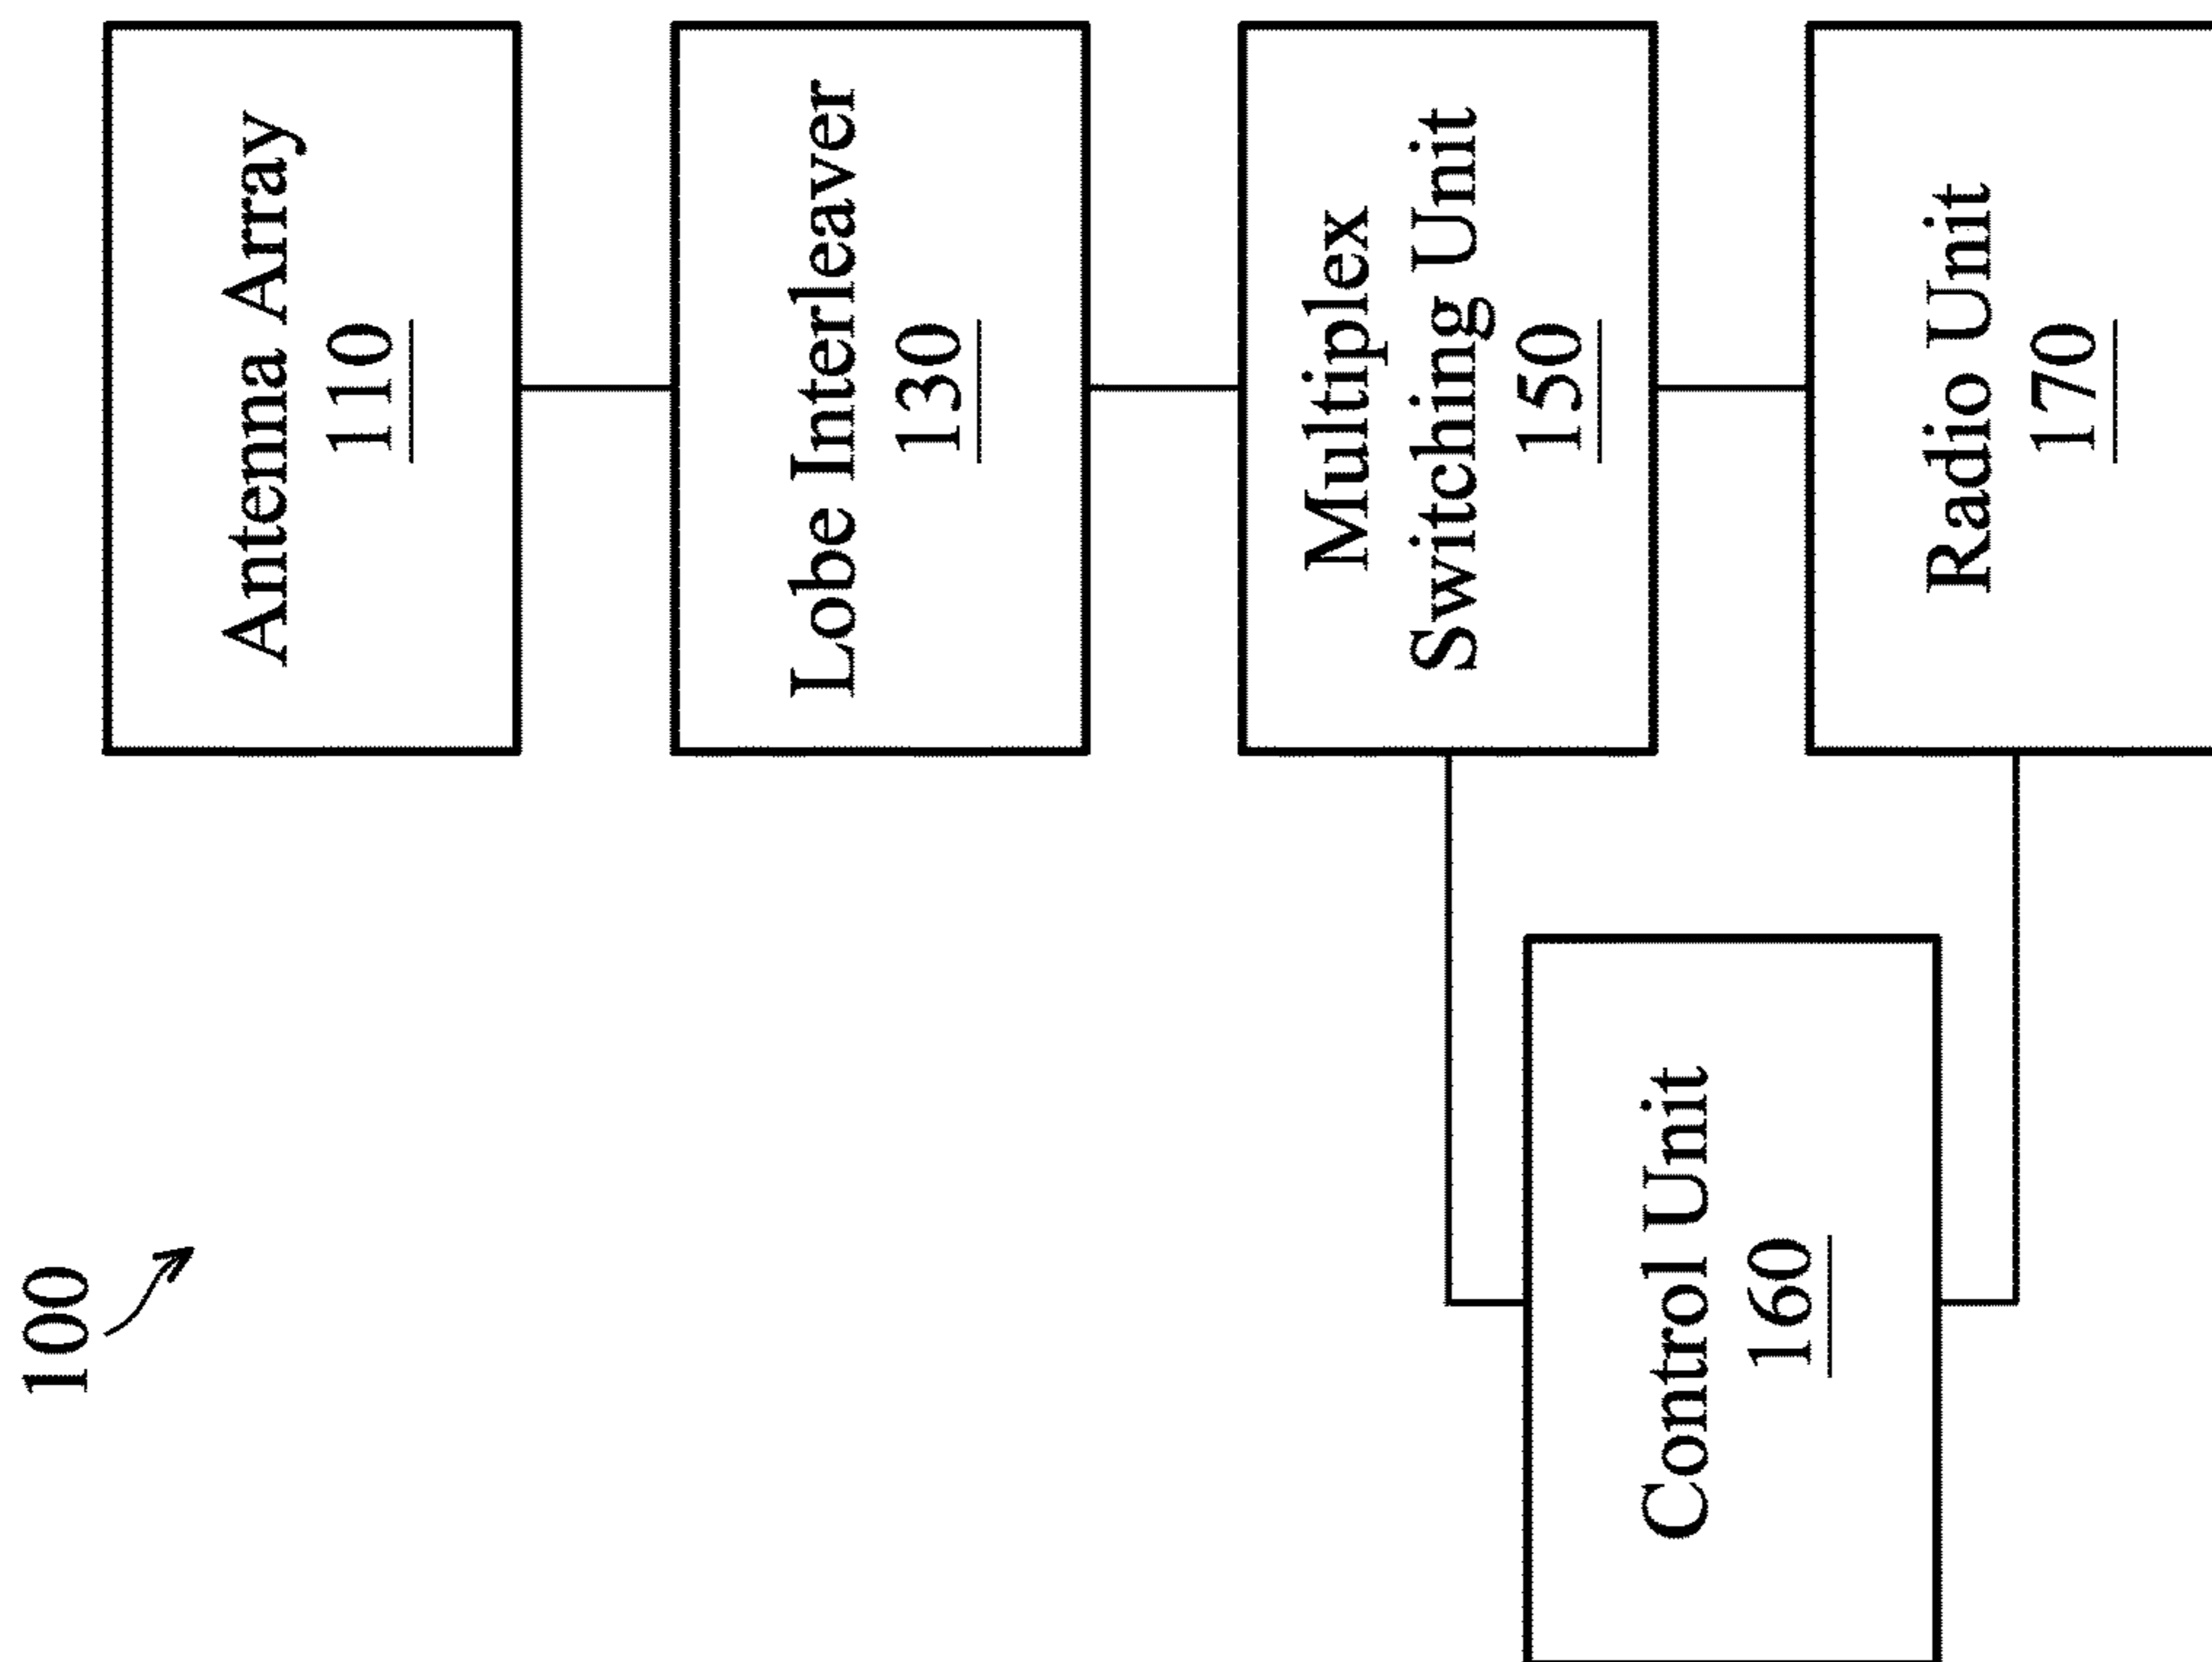 100
Antenna Array
110
Lobe Interleaver
130
Multiplex
Switching Unit
150
Control Unit
160
Radio Unit
170